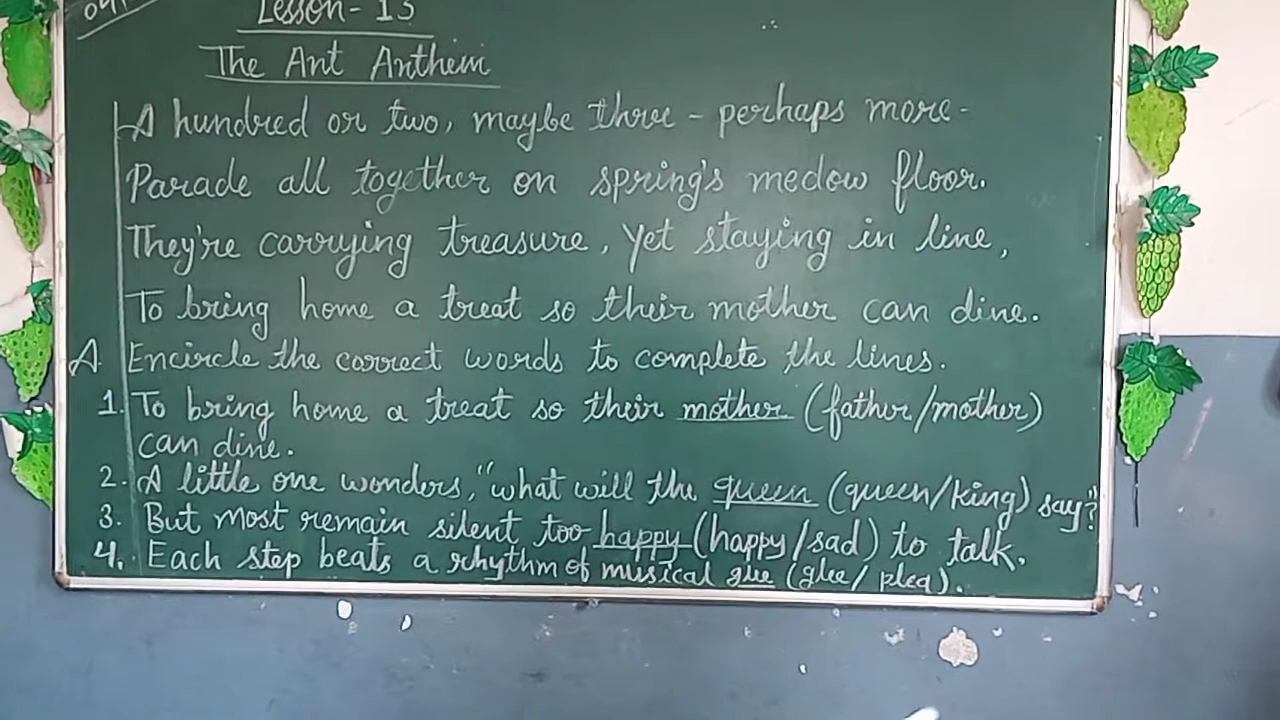 Lesson-13
The Ant Anthem
A hundred or two, maybe three - perhaps more -
Parade all together on spring's medow floor.
They're carrying treasure, yet staying in line,
To bring home a treat so their mother can dine.
A. Encircle the correct words to complete the lines.
1. To bring home a treat so their mother (father/mother)
can dine.
2. A little one wonders, "what will the queen (queen/king) say?"
3. But most remain silent too happy (happy/sad) to talk.
4. Each step beats a rhythm of musical glee (glee/plea).